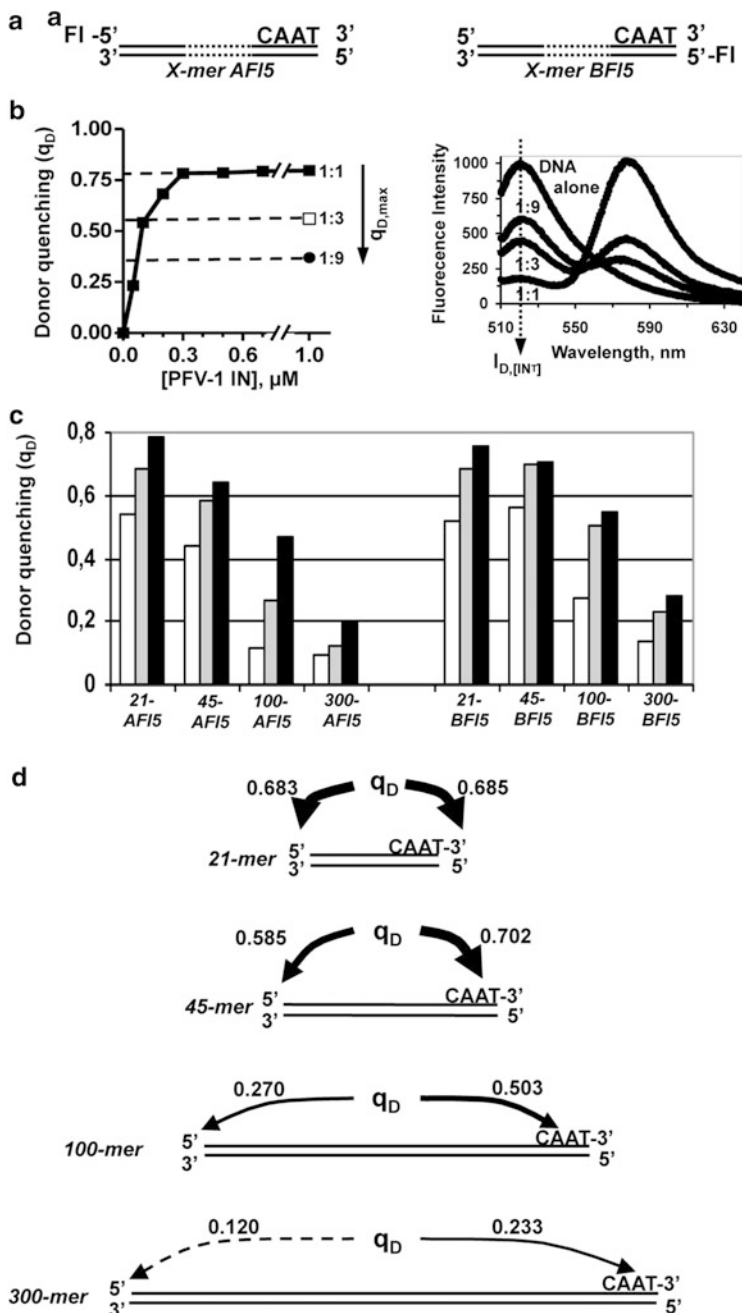 a
a
Fl -5’ CAAT 3’
3’ 5’
X-mer AFl5
5’ CAAT 3’
3’ 5’-Fl
X-mer BFl5
b
Donor quenching (qD)
1.00
0.75
0.50
0.25
0.00
0.0 0.3 0.6 1.0
[PFV-1 IN], µM
1:1
1:3
1:9
qD,max
Fluorecence Intensity
1000
750
500
250
0
510 550 590 630
DNA
alone
1:9
1:3
1:1
Wavelength, nm
ID,[INT]
c
Donor quenching (qD)
0,8
0,6
0,4
0,2
0
21-AFl5
45-AFl5
100-AFl5
300-AFl5
21-BFl5
45-BFl5
100-BFl5
300-BFl5
d
0.683 qD 0.685
21-mer
5’ CAAT-3’
3’ 5’
0.585 qD 0.702
45-mer
5’ CAAT-3’
3’ 5’
0.270 qD 0.503
100-mer
5’ CAAT-3’
3’ 5’
0.120 qD 0.233
300-mer
5’ CAAT-3’
3’ 5’